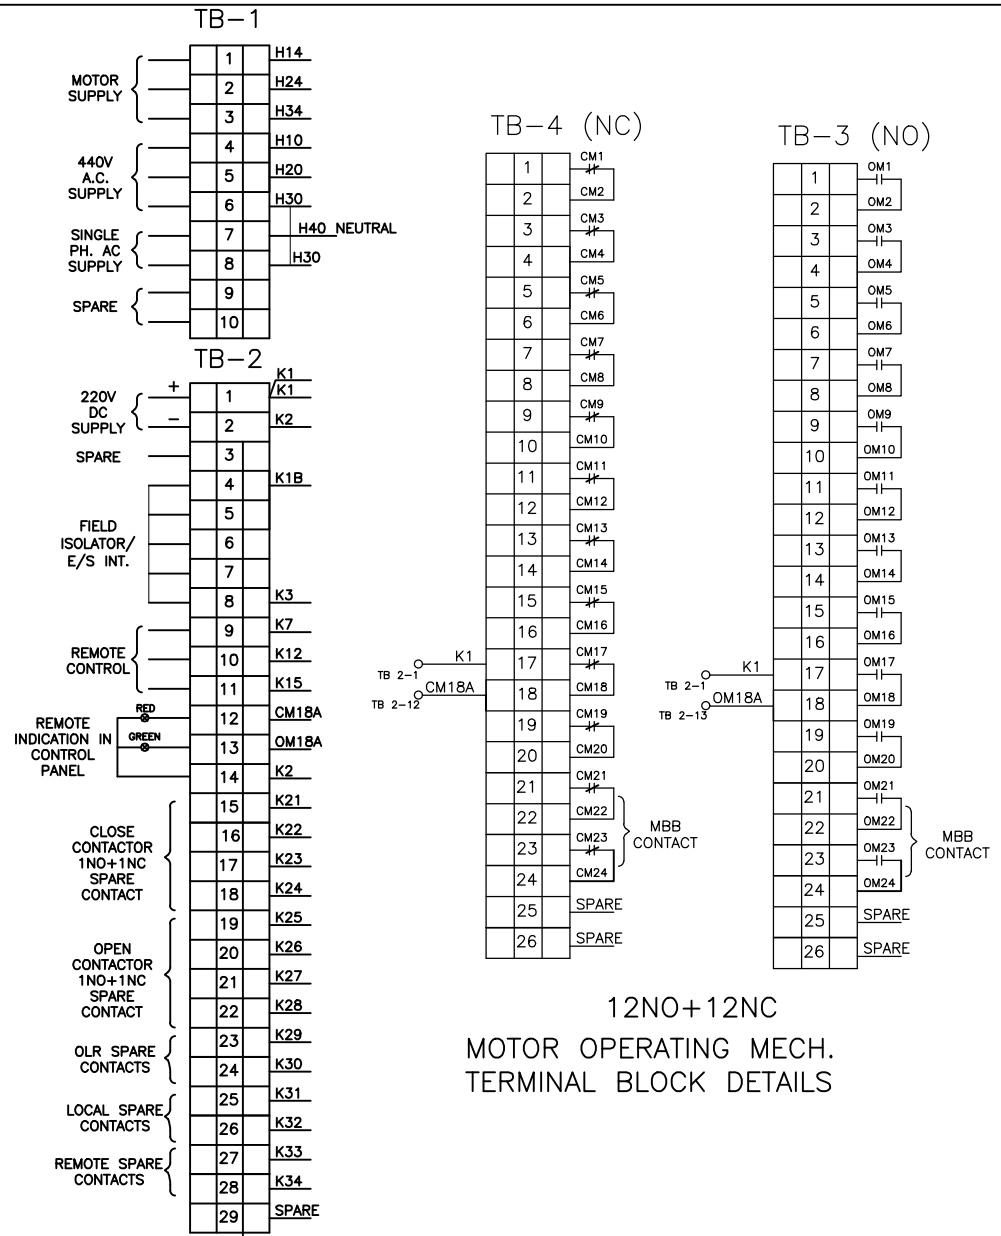 TB-1
MOTOR
SUPPLY
1 H14
2 H24
3 H34
440V
A.C.
SUPPLY
4 H10
5 H20
6 H30
SINGLE
PH. AC
SUPPLY
7 H40 NEUTRAL
8 H30
SPARE
9
10
TB-2
220V
DC
SUPPLY
+
-
K1
1 K1
2 K2
SPARE
3
FIELD
ISOLATOR/
E/S INT.
4 K1B
5
6
7
8 K3
REMOTE
CONTROL
9 K7
10 K12
11 K15
REMOTE
INDICATION IN
CONTROL
PANEL
RED
GREEN
12 CM18A
13 OM18A
14 K2
CLOSE
CONTACTOR
1NO+1NC
SPARE
CONTACT
15 K21
16 K22
17 K23
18 K24
OPEN
CONTACTOR
1NO+1NC
SPARE
CONTACT
19 K25
20 K26
21 K27
22 K28
OLR SPARE
CONTACTS
23 K29
24 K30
LOCAL SPARE
CONTACTS
25 K31
26 K32
REMOTE SPARE
CONTACTS
27 K33
28 K34
29 SPARE
TB-4 (NC)
1 CM1
2 CM2
3 CM3
4 CM4
5 CM5
6 CM6
7 CM7
8 CM8
9 CM9
10 CM10
11 CM11
12 CM12
13 CM13
14 CM14
15 CM15
16 CM16
K1
TB 2-1
17 CM17
CM18A
TB 2-12
18 CM18
19 CM19
20 CM20
21 CM21
22 CM22
23 CM23
24 CM24
MBB
CONTACT
25 SPARE
26 SPARE
TB-3 (NO)
1 OM1
2 OM2
3 OM3
4 OM4
5 OM5
6 OM6
7 OM7
8 OM8
9 OM9
10 OM10
11 OM11
12 OM12
13 OM13
14 OM14
15 OM15
16 OM16
K1
TB 2-1
17 OM17
OM18A
TB 2-13
18 OM18
19 OM19
20 OM20
21 OM21
22 OM22
23 OM23
24 OM24
MBB
CONTACT
25 SPARE
26 SPARE
12NO+12NC
MOTOR OPERATING MECH.
TERMINAL BLOCK DETAILS